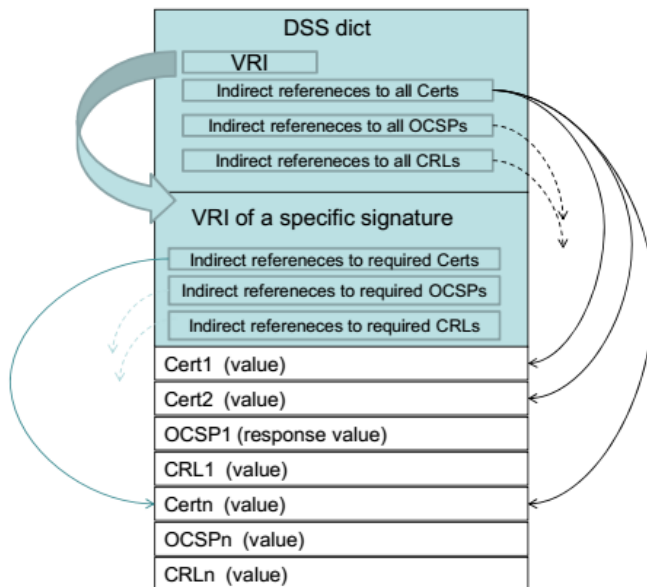 DSS dict
VRI
Indirect refereneces to all Certs
Indirect refereneces to all OCSPs
Indirect refereneces to all CRLs
VRI of a specific signature
Indirect refereneces to required Certs
Indirect refereneces to required OCSPs
Indirect refereneces to required CRLs
Cert1 (value)
Cert2 (value)
OCSP1 (response value)
CRL1 (value)
Certn (value)
OCSPn (value)
CRLn (value)